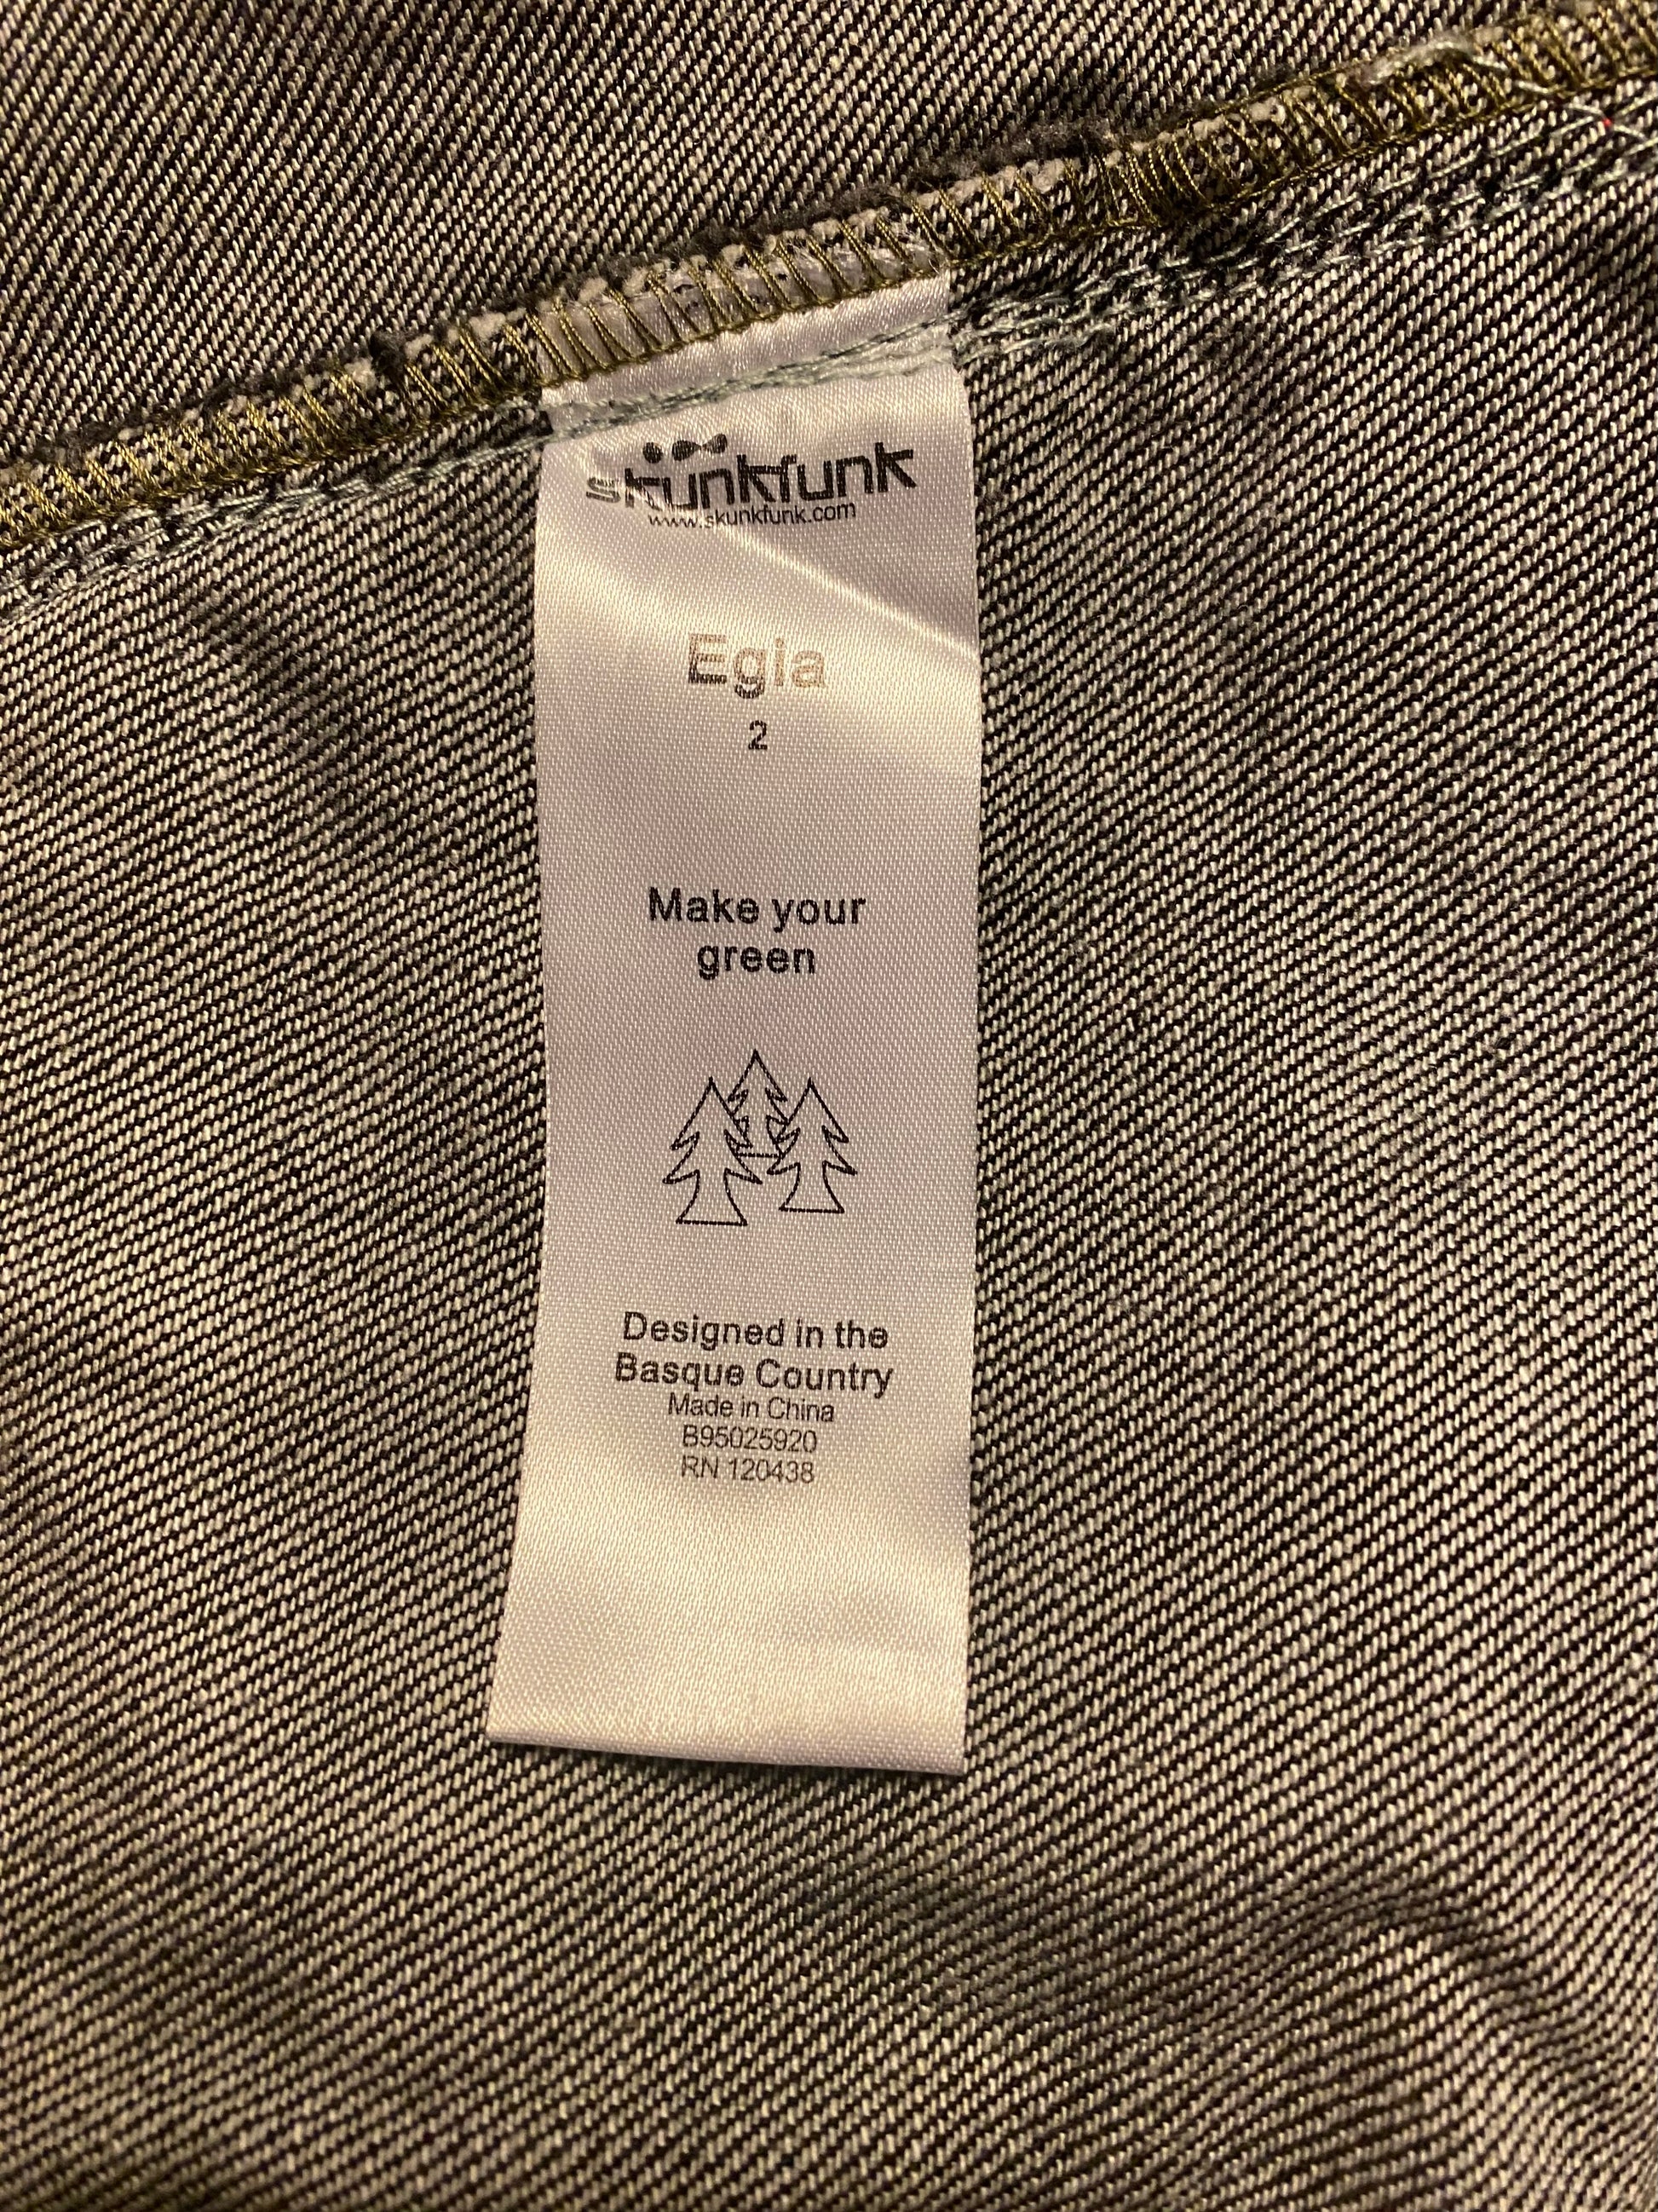 skunkfunk
www.skunkfunk.com
Egia
2
Make your
green
Designed in the
Basque Country
Made in China
B95025920
RN 120438